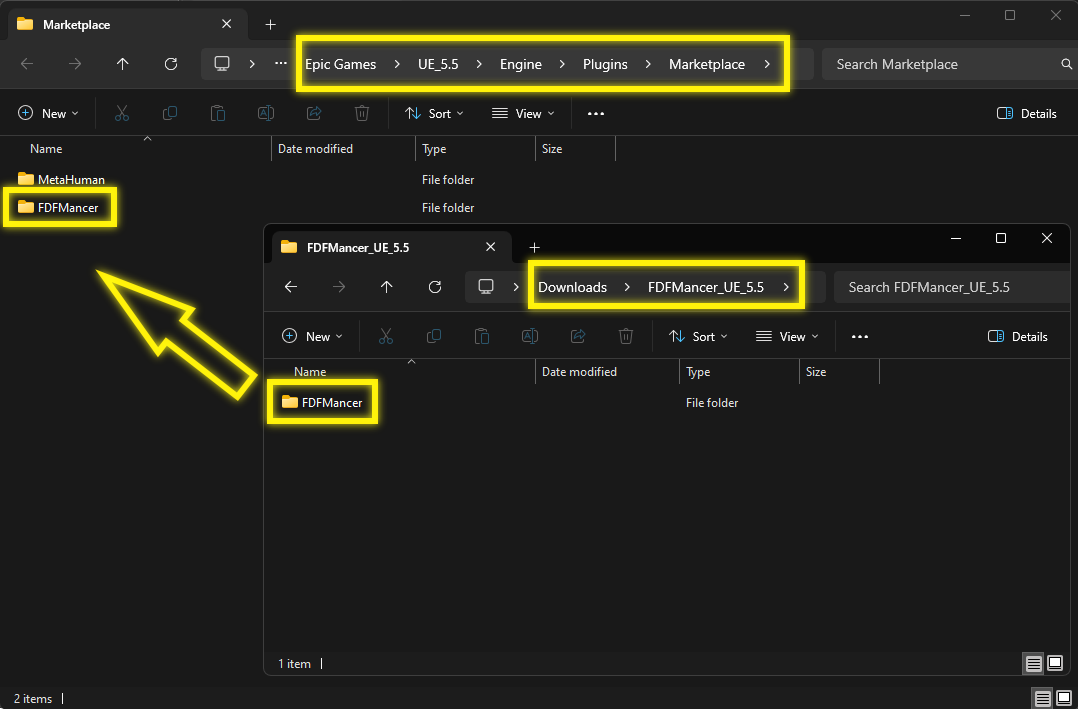 Marketplace
Epic Games > UE_5.5 > Engine > Plugins > Marketplace >
Search Marketplace
New
Sort
View
Details
Name
Date modified
Type
Size
MetaHuman
File folder
FDFMancer
File folder
FDFMancer_UE_5.5
Downloads > FDFMancer_UE_5.5 >
Search FDFMancer_UE_5.5
New
Sort
View
Details
Name
Date modified
Type
Size
FDFMancer
File folder
1 item
2 items